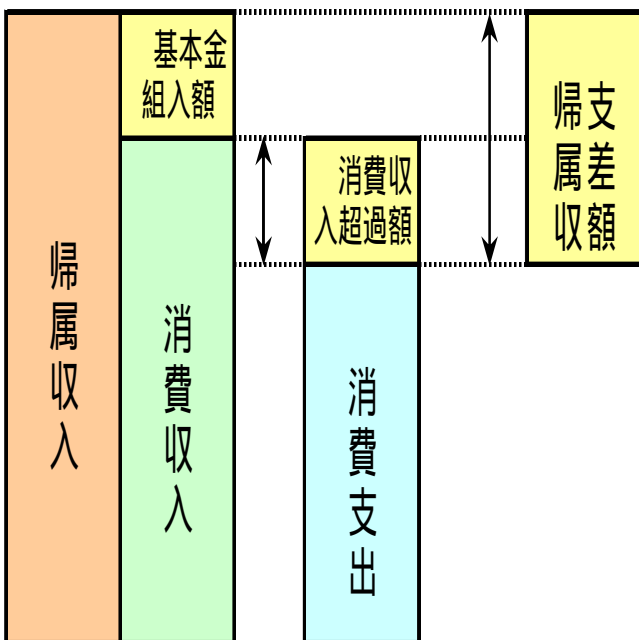 帰属収入
基本金
組入額
消費収入
消費収
入超過額
消費支出
帰属収
支差額